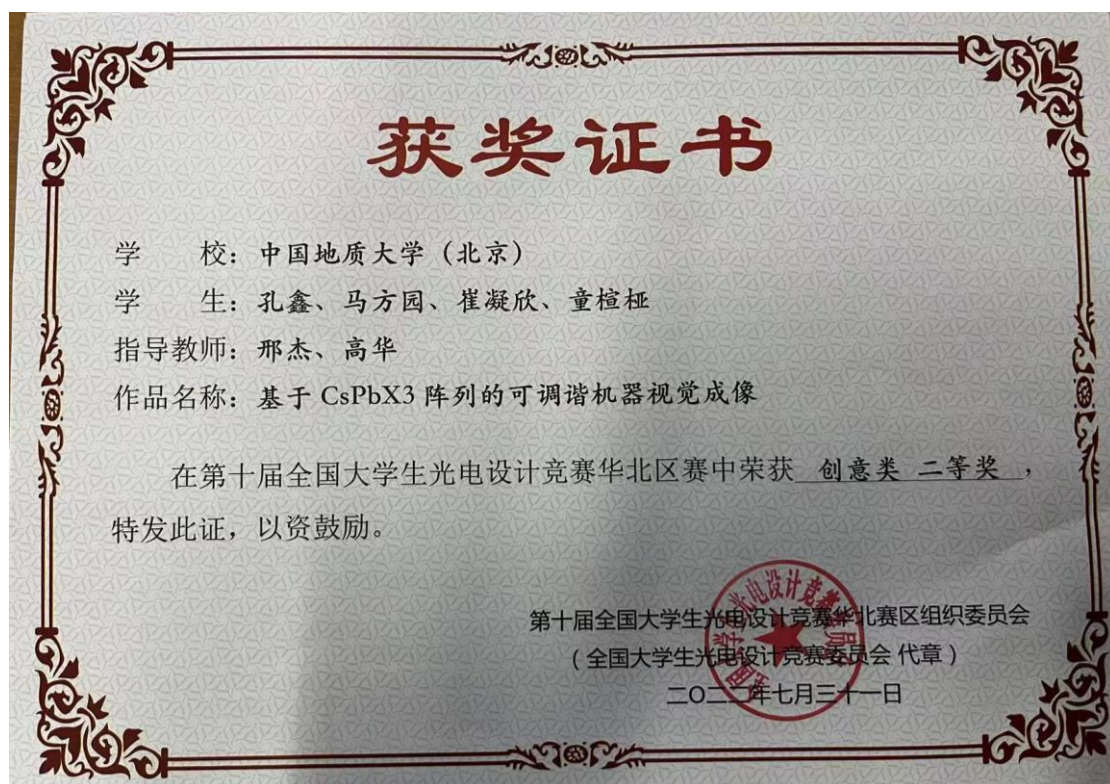 获奖证书
学 校：中国地质大学（北京）
学 生：孔鑫、马方园、崔凝欣、童楦桠
指导教师：邢杰、高华
作品名称：基于 CsPbX3 阵列的可调谐机器视觉成像
在第十届全国大学生光电设计竞赛华北区赛中荣获 创意类 二等奖 ，
特发此证，以资鼓励。
第十届全国大学生光电设计竞赛华北赛区组织委员会
（全国大学生光电设计竞赛委员会 代章）
二〇二二年七月三十一日